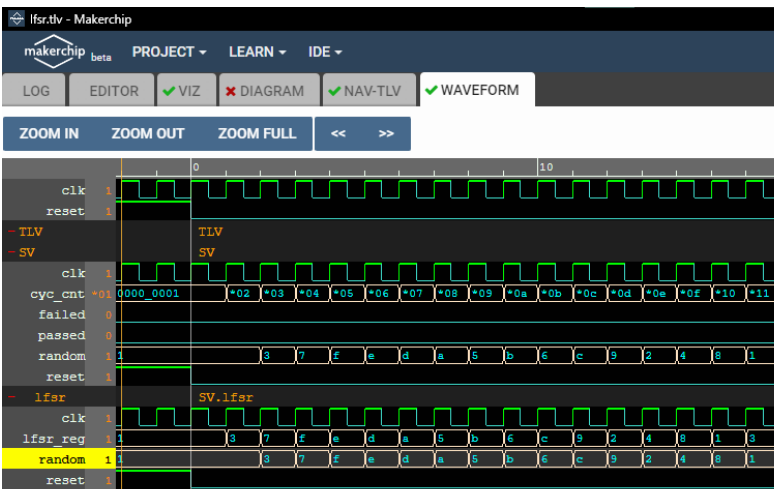 lfsr.tlv - Makerchip
makerchip beta PROJECT LEARN IDE
LOG EDITOR VIZ DIAGRAM NAV-TLV WAVEFORM
ZOOM IN ZOOM OUT ZOOM FULL << >>
0 10
clk 1
reset 1
-TLV TLV
-SV SV
clk 1
cyc_cnt *01 0000_0001 *02 *03 *04 *05 *06 *07 *08 *09 *0a *0b *0c *0d *0e *0f *10 *11
failed 0
passed 0
random 1 1 3 7 f e d a 5 b 6 c 9 2 4 8 1
reset 1
- lfsr SV.lfsr
clk 1
lfsr_reg 1 1 3 7 f e d a 5 b 6 c 9 2 4 8 1 3
random 1 1 3 7 f e d a 5 b 6 c 9 2 4 8 1
reset 1